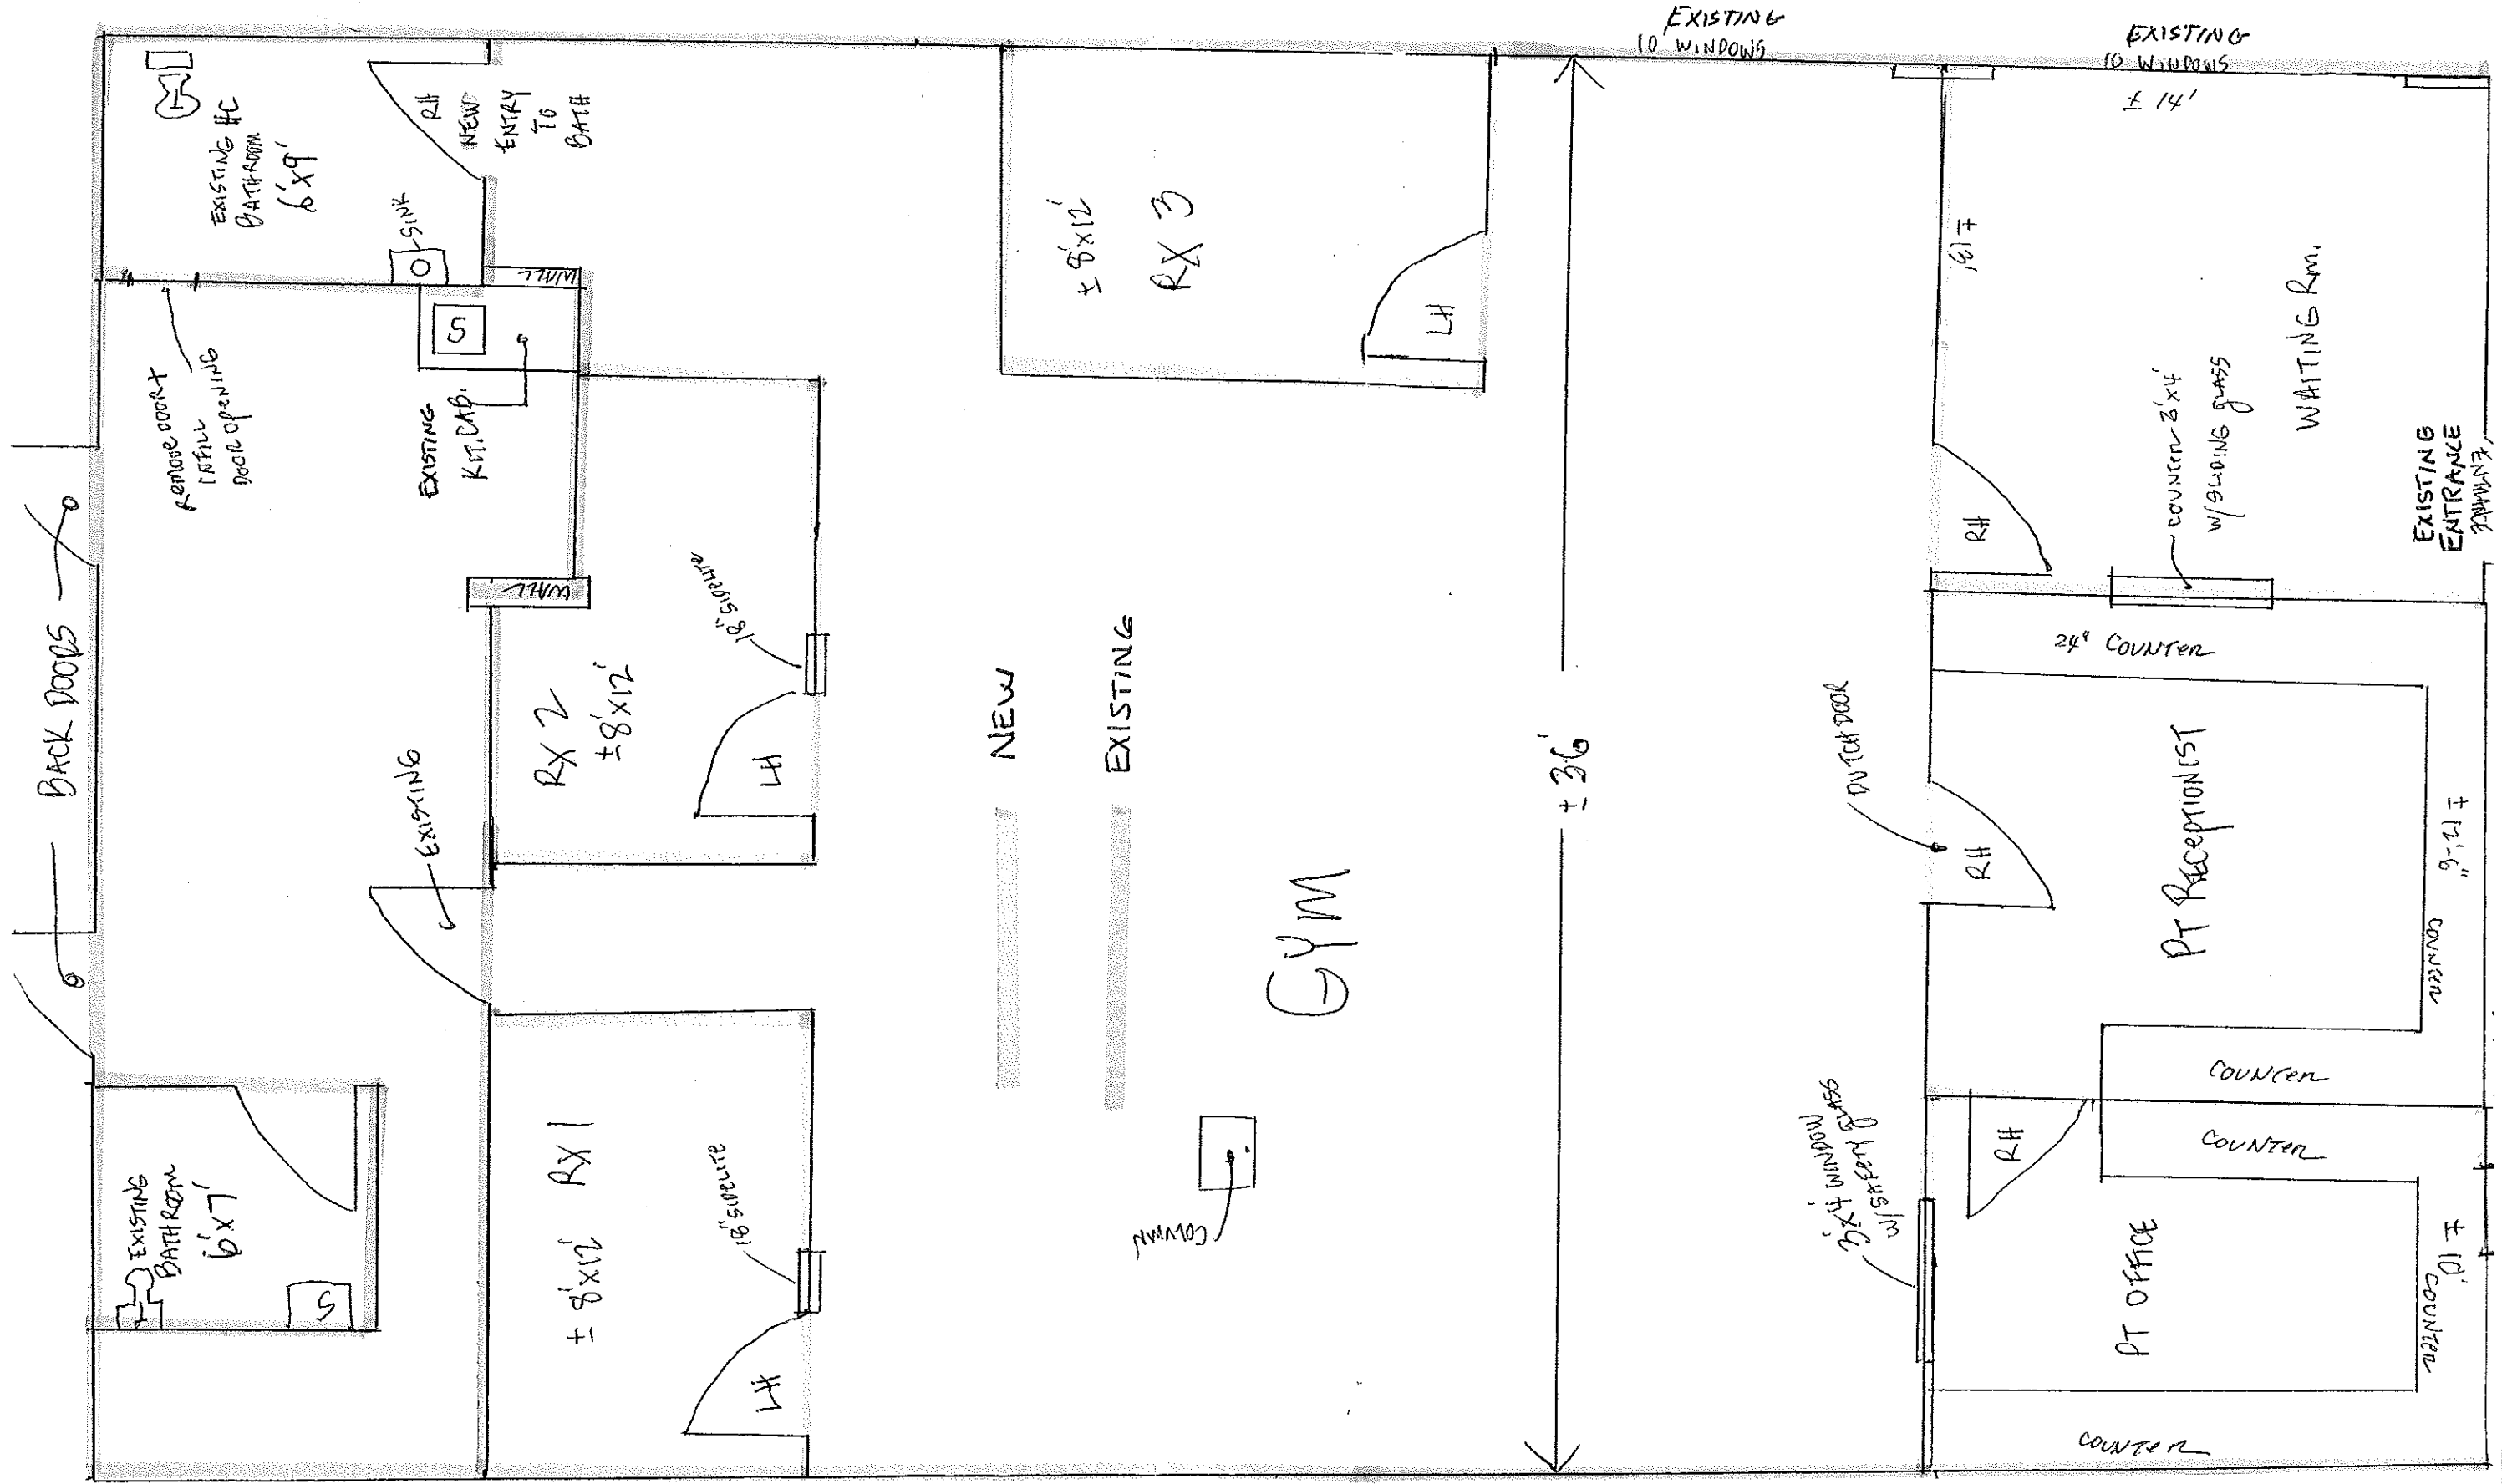 EXISTING
10 WINDOWS
EXISTING
10 WINDOWS
± 14'
EXISTING HC
BATHROOM
6'x9'
RH
NEW
ENTRY
TO
BATH
SINK
WALL
REMOVE DOOR +
INFILL
DOOR OPENING
S
EXISTING
KIT. CAB.
BACK DOORS
WALL
EXISTING
RX 2
±8'x12'
18" SIDELITE
LH
± 8'x12'
RX 3
LH
NEW
EXISTING
GYM
± 36'
COLUMN
EXISTING
BATHROOM
6'x7'
S
RX 1
± 8'x12'
18" SIDELITE
LH
± 13'
WAITING Rm.
RH
COUNTER 3'x4'
W/SLIDING glASS
EXISTING
ENTRANCE
ENTRANCE
24" COUNTER
DUTCH DOOR
RH
PT RECEPTIONIST
± 12'-6"
COUNTER
COUNTER
3'x4' WINDOW
W/SAFETY glASS
RH
COUNTER
PT OFFICE
± 10'
COUNTER
COUNTER